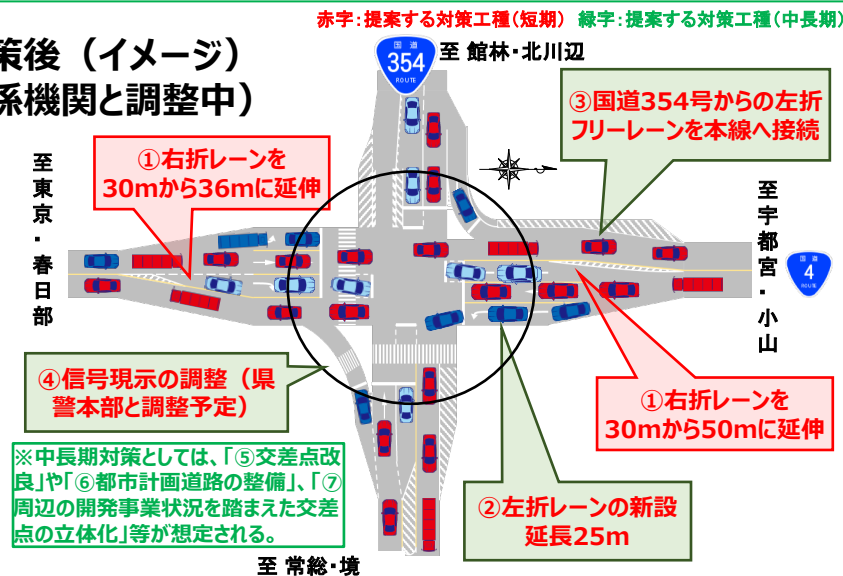 赤字:提案する対策工種(短期) 緑字:提案する対策工種(中長期)
策後（イメージ）
係機関と調整中）
国道
354
ROUTE
至 館林・北川辺
③国道354号からの左折
フリーレーンを本線へ接続
①右折レーンを
30mから36mに延伸
至東京・春日部
至宇都宮・小山
国道
4
ROUTE
④信号現示の調整（県
警本部と調整予定）
①右折レーンを
30mから50mに延伸
※中長期対策としては、「⑤交差点改
良」や「⑥都市計画道路の整備」、「⑦
周辺の開発事業状況を踏まえた交差
点の立体化」等が想定される。
②左折レーンの新設
延長25m
至 常総・境